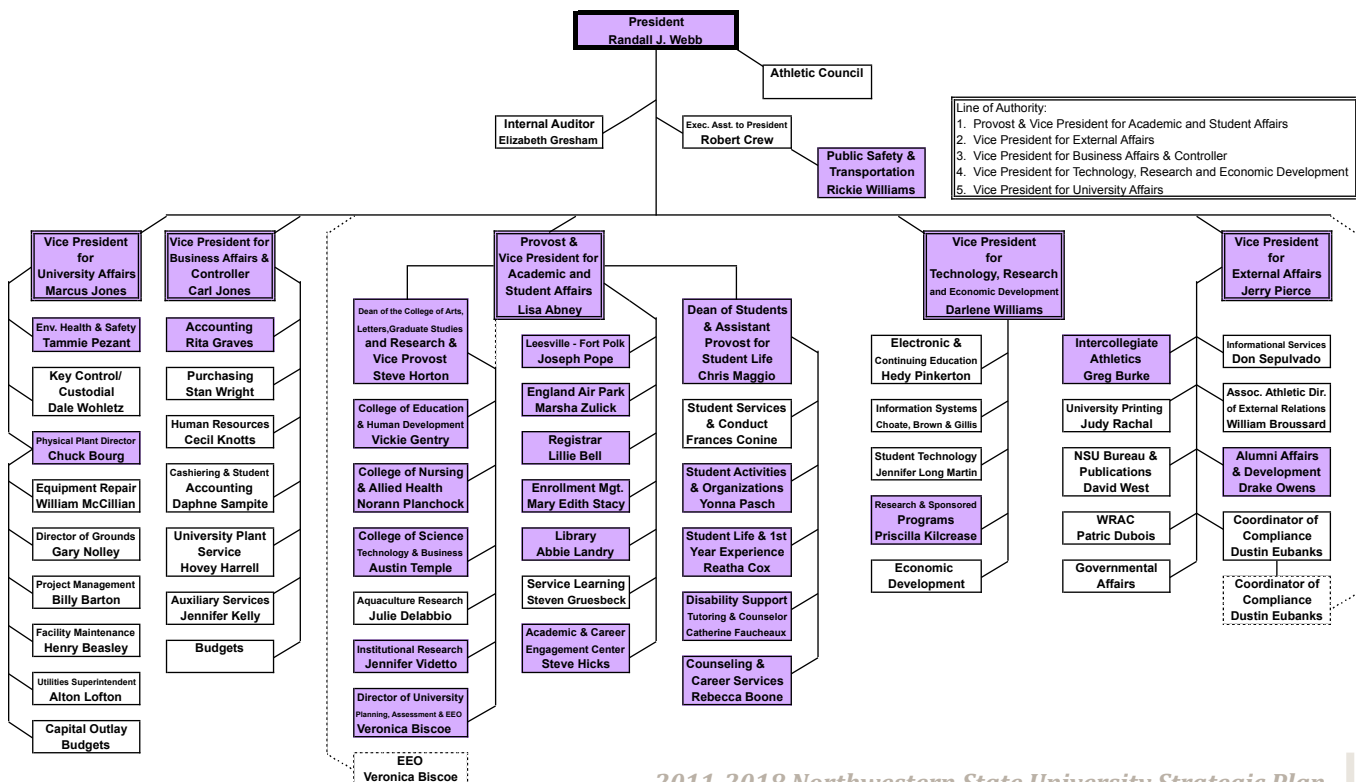 President
Randall J. Webb
Athletic Council
Internal Auditor
Elizabeth Gresham
Exec. Asst. to President
Robert Crew
Public Safety &
Transportation
Rickie Williams
Line of Authority:
1. Provost & Vice President for Academic and Student Affairs
2. Vice President for External Affairs
3. Vice President for Business Affairs & Controller
4. Vice President for Technology, Research and Economic Development
5. Vice President for University Affairs
Vice President
for
University Affairs
Marcus Jones
Env. Health & Safety
Tammie Pezant
Key Control/
Custodial
Dale Wohletz
Physical Plant Director
Chuck Bourg
Equipment Repair
William McCillian
Director of Grounds
Gary Nolley
Project Management
Billy Barton
Facility Maintenance
Henry Beasley
Utilities Superintendent
Alton Lofton
Capital Outlay
Budgets
Vice President for
Business Affairs &
Controller
Carl Jones
Accounting
Rita Graves
Purchasing
Stan Wright
Human Resources
Cecil Knotts
Cashiering & Student
Accounting
Daphne Sampite
University Plant
Service
Hovey Harrell
Auxiliary Services
Jennifer Kelly
Budgets
Provost &
Vice President for
Academic and
Student Affairs
Lisa Abney
Dean of the College of Arts,
Letters,Graduate Studies
and Research &
Vice Provost
Steve Horton
College of Education
& Human Development
Vickie Gentry
College of Nursing
& Allied Health
Norann Planchock
College of Science
Technology & Business
Austin Temple
Aquaculture Research
Julie Delabbio
Institutional Research
Jennifer Videtto
Director of University
Planning, Assessment & EEO
Veronica Biscoe
EEO
Veronica Biscoe
Leesville - Fort Polk
Joseph Pope
England Air Park
Marsha Zulick
Registrar
Lillie Bell
Enrollment Mgt.
Mary Edith Stacy
Library
Abbie Landry
Service Learning
Steven Gruesbeck
Academic & Career
Engagement Center
Steve Hicks
Dean of Students
& Assistant
Provost for
Student Life
Chris Maggio
Student Services
& Conduct
Frances Conine
Student Activities
& Organizations
Yonna Pasch
Student Life & 1st
Year Experience
Reatha Cox
Disability Support
Tutoring & Counselor
Catherine Faucheaux
Counseling &
Career Services
Rebecca Boone
Vice President
for
Technology, Research
and Economic Development
Darlene Williams
Electronic &
Continuing Education
Hedy Pinkerton
Information Systems
Choate, Brown & Gillis
Student Technology
Jennifer Long Martin
Research & Sponsored
Programs
Priscilla Kilcrease
Economic
Development
Vice President
for
External Affairs
Jerry Pierce
Intercollegiate
Athletics
Greg Burke
University Printing
Judy Rachal
NSU Bureau &
Publications
David West
WRAC
Patric Dubois
Governmental
Affairs
Informational Services
Don Sepulvado
Assoc. Athletic Dir.
of External Relations
William Broussard
Alumni Affairs
& Development
Drake Owens
Coordinator of
Compliance
Dustin Eubanks
Coordinator of
Compliance
Dustin Eubanks
2011-2018 Northwestern State University Strategic Plan